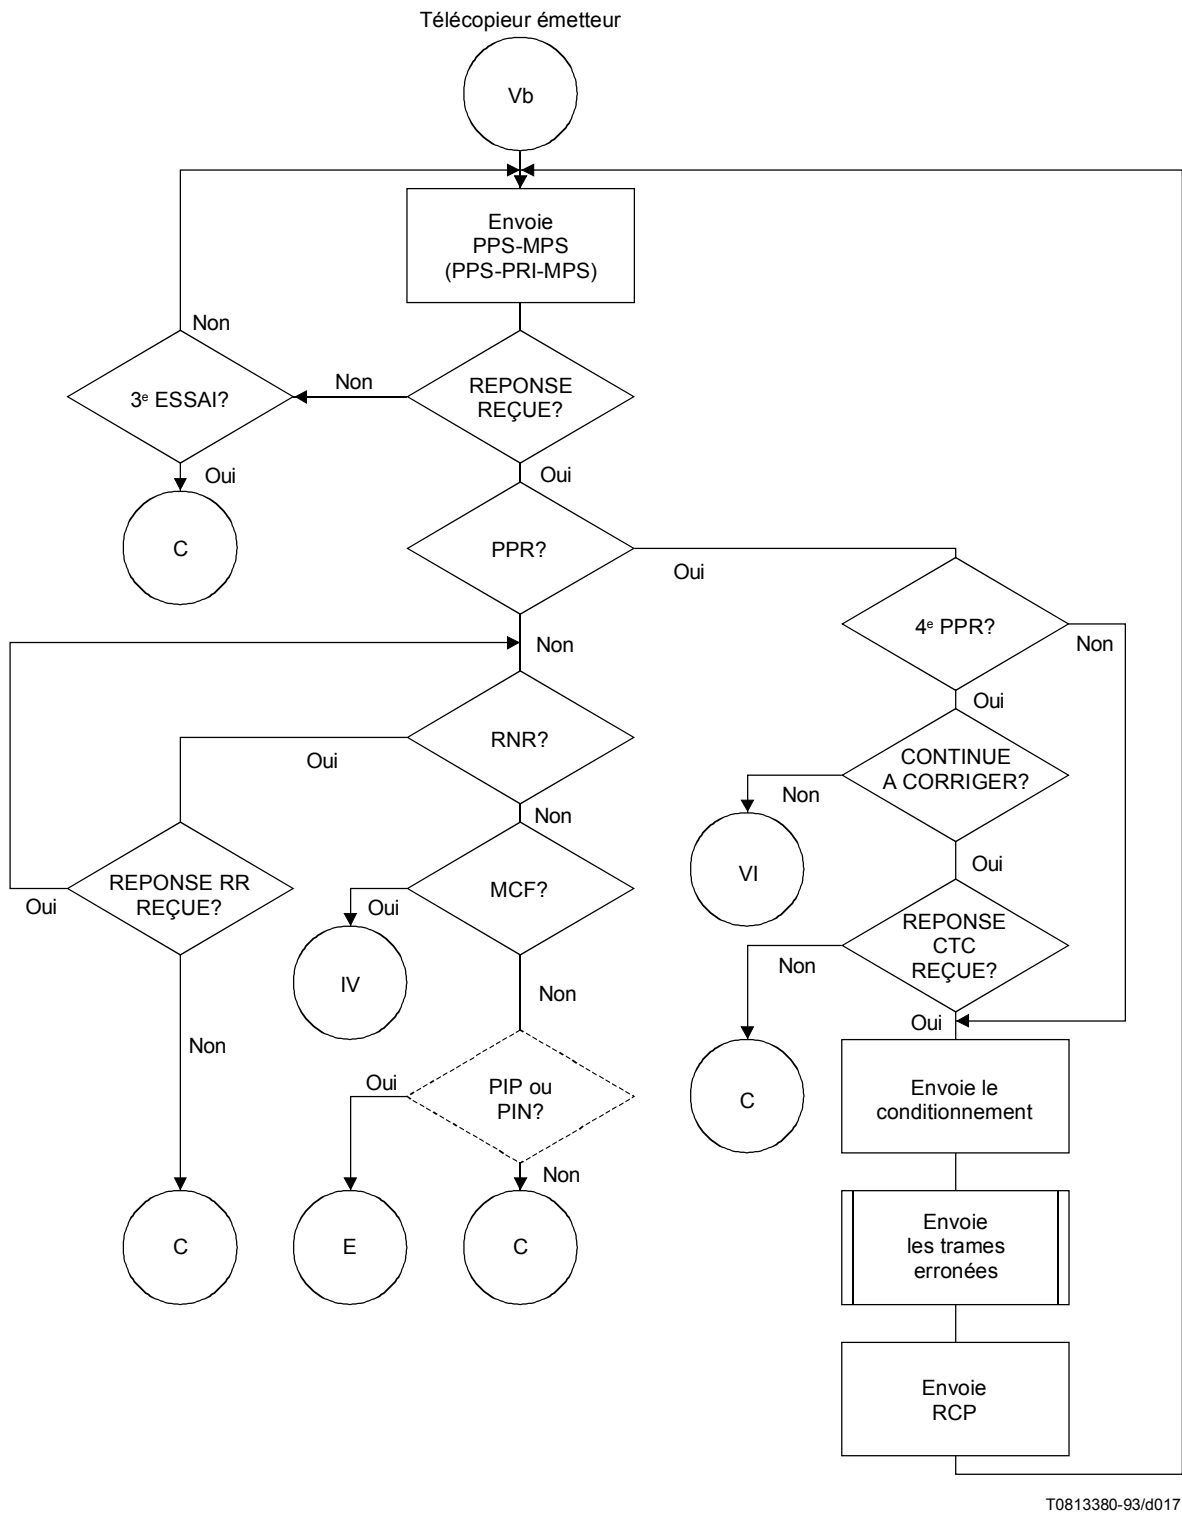 Télécopieur émetteur
Vb
Envoie
PPS-MPS
(PPS-PRI-MPS)
Non
3e ESSAI?
Non
REPONSE
REÇUE?
Oui
Oui
C
PPR?
Oui
4e PPR?
Non
Non
Oui
RNR?
Oui
CONTINUE
A CORRIGER?
Non
Non
Oui
VI
REPONSE RR
REÇUE?
Oui
MCF?
Oui
REPONSE
CTC
REÇUE?
Non
IV
Non
Oui
Non
PIP ou
PIN?
Oui
C
Envoie le
conditionnement
Non
C
E
C
Envoie
les trames
erronées
Envoie
RCP
T0813380-93/d017